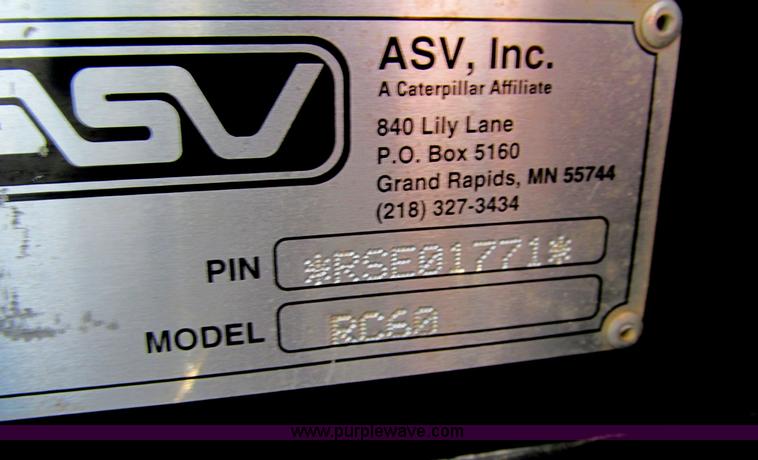 ASV
ASV, Inc.
A Caterpillar Affiliate
840 Lily Lane
P.O. Box 5160
Grand Rapids, MN 55744
(218) 327-3434
PIN *RSE01771*
MODEL RC60
www.purplewave.com